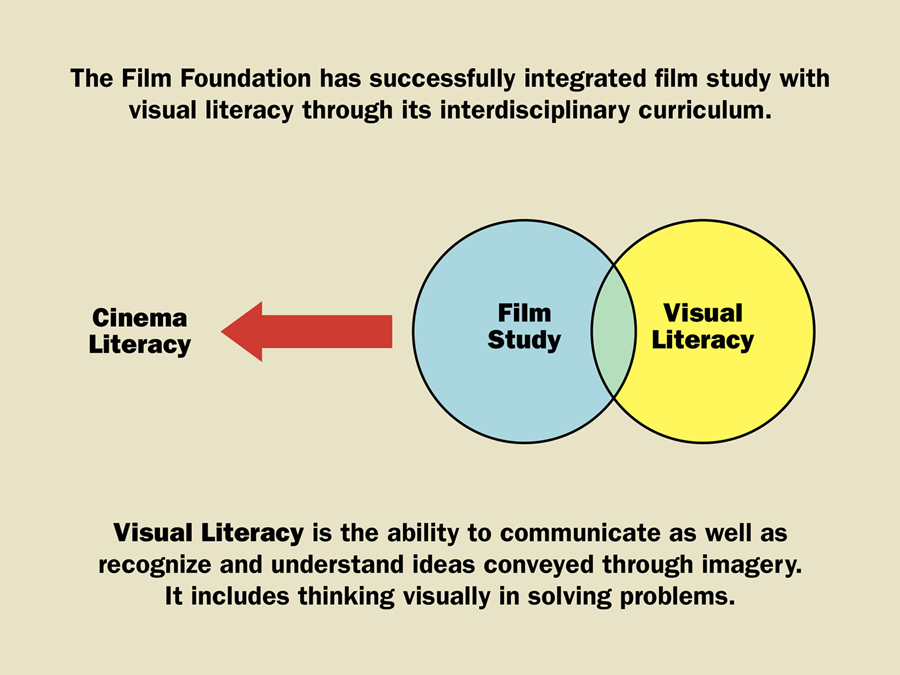 The Film Foundation has successfully integrated film study with
visual literacy through its interdisciplinary curriculum.
Cinema
Literacy
Film
Study
Visual
Literacy
Visual Literacy is the ability to communicate as well as
recognize and understand ideas conveyed through imagery.
It includes thinking visually in solving problems.